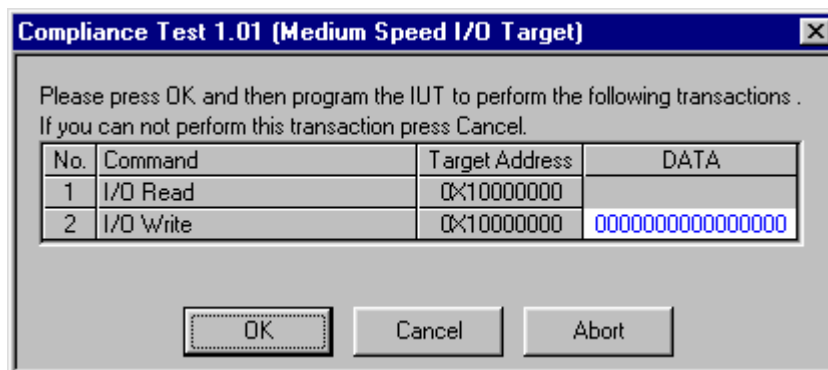 Compliance Test 1.01 (Medium Speed I/O Target)
Please press OK and then program the IUT to perform the following transactions .
If you can not perform this transaction press Cancel.
No. Command Target Address DATA
1 I/O Read 0X10000000
2 I/O Write 0X10000000 0000000000000000
OK Cancel Abort